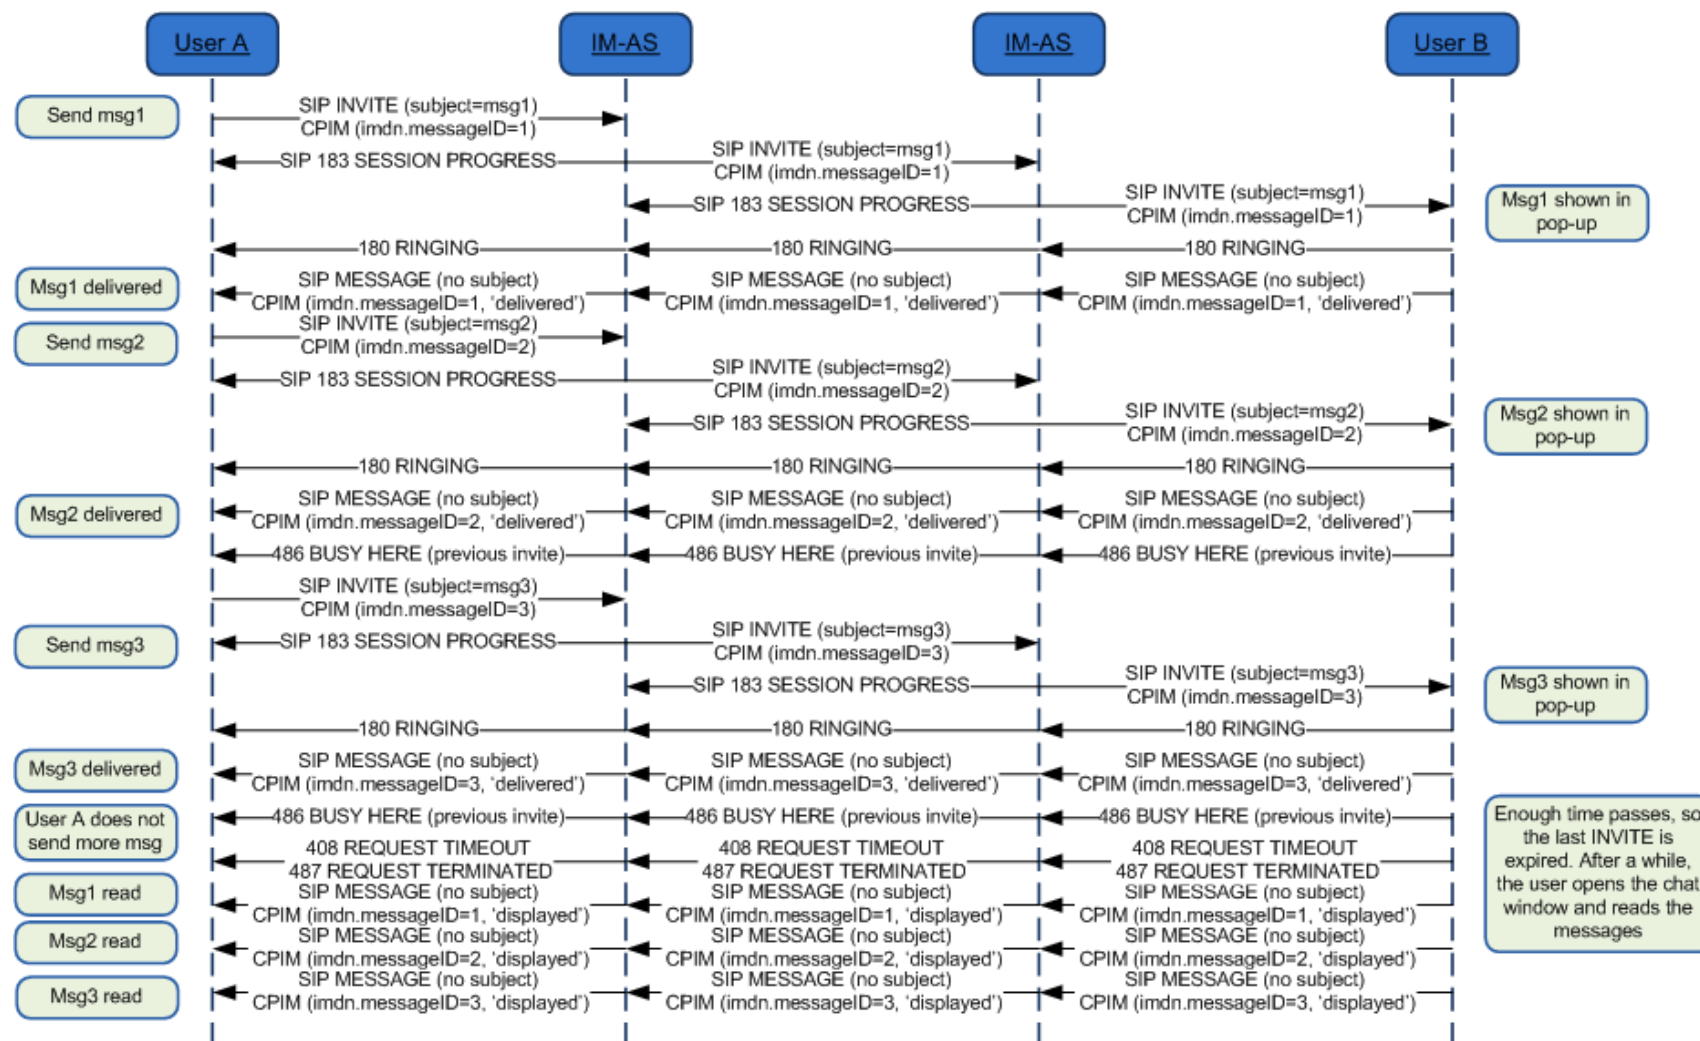 User A
IM-AS
IM-AS
User B
Send msg1
SIP INVITE (subject=msg1)
CPIM (imdn.messageID=1)
SIP 183 SESSION PROGRESS
SIP INVITE (subject=msg1)
CPIM (imdn.messageID=1)
SIP 183 SESSION PROGRESS
SIP INVITE (subject=msg1)
CPIM (imdn.messageID=1)
Msg1 shown in
pop-up
180 RINGING
180 RINGING
180 RINGING
Msg1 delivered
SIP MESSAGE (no subject)
CPIM (imdn.messageID=1, ‘delivered’)
SIP MESSAGE (no subject)
CPIM (imdn.messageID=1, ‘delivered’)
SIP MESSAGE (no subject)
CPIM (imdn.messageID=1, ‘delivered’)
Send msg2
SIP INVITE (subject=msg2)
CPIM (imdn.messageID=2)
SIP 183 SESSION PROGRESS
SIP INVITE (subject=msg2)
CPIM (imdn.messageID=2)
SIP 183 SESSION PROGRESS
SIP INVITE (subject=msg2)
CPIM (imdn.messageID=2)
Msg2 shown in
pop-up
180 RINGING
180 RINGING
180 RINGING
Msg2 delivered
SIP MESSAGE (no subject)
CPIM (imdn.messageID=2, ‘delivered’)
SIP MESSAGE (no subject)
CPIM (imdn.messageID=2, ‘delivered’)
SIP MESSAGE (no subject)
CPIM (imdn.messageID=2, ‘delivered’)
486 BUSY HERE (previous invite)
486 BUSY HERE (previous invite)
486 BUSY HERE (previous invite)
SIP INVITE (subject=msg3)
CPIM (imdn.messageID=3)
Send msg3
SIP 183 SESSION PROGRESS
SIP INVITE (subject=msg3)
CPIM (imdn.messageID=3)
SIP 183 SESSION PROGRESS
SIP INVITE (subject=msg3)
CPIM (imdn.messageID=3)
Msg3 shown in
pop-up
180 RINGING
180 RINGING
180 RINGING
Msg3 delivered
SIP MESSAGE (no subject)
CPIM (imdn.messageID=3, ‘delivered’)
SIP MESSAGE (no subject)
CPIM (imdn.messageID=3, ‘delivered’)
SIP MESSAGE (no subject)
CPIM (imdn.messageID=3, ‘delivered’)
User A does not
send more msg
486 BUSY HERE (previous invite)
486 BUSY HERE (previous invite)
486 BUSY HERE (previous invite)
408 REQUEST TIMEOUT
487 REQUEST TERMINATED
408 REQUEST TIMEOUT
487 REQUEST TERMINATED
408 REQUEST TIMEOUT
487 REQUEST TERMINATED
Enough time passes, so
the last INVITE is
expired. After a while,
the user opens the chat
window and reads the
messages
Msg1 read
SIP MESSAGE (no subject)
CPIM (imdn.messageID=1, ‘displayed’)
SIP MESSAGE (no subject)
CPIM (imdn.messageID=1, ‘displayed’)
SIP MESSAGE (no subject)
CPIM (imdn.messageID=1, ‘displayed’)
Msg2 read
SIP MESSAGE (no subject)
CPIM (imdn.messageID=2, ‘displayed’)
SIP MESSAGE (no subject)
CPIM (imdn.messageID=2, ‘displayed’)
SIP MESSAGE (no subject)
CPIM (imdn.messageID=2, ‘displayed’)
Msg3 read
SIP MESSAGE (no subject)
CPIM (imdn.messageID=3, ‘displayed’)
SIP MESSAGE (no subject)
CPIM (imdn.messageID=3, ‘displayed’)
SIP MESSAGE (no subject)
CPIM (imdn.messageID=3, ‘displayed’)